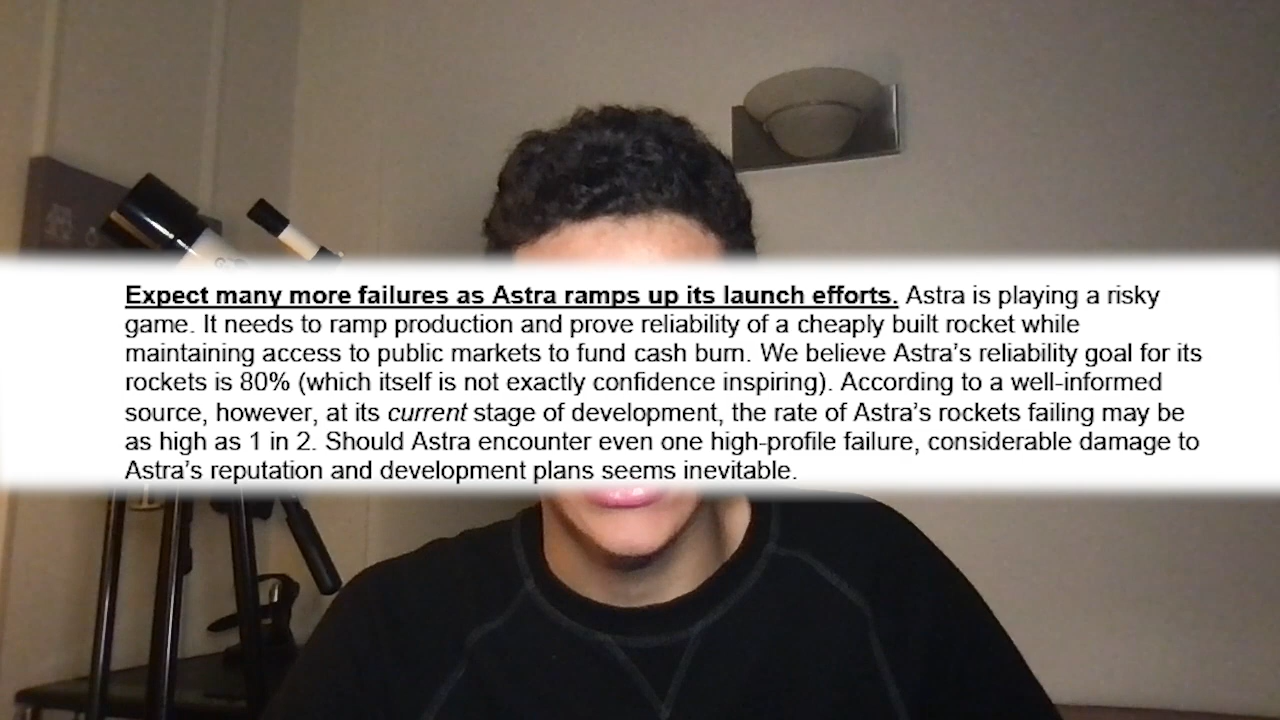 Expect many more failures as Astra ramps up its launch efforts. Astra is playing a risky
game. It needs to ramp production and prove reliability of a cheaply built rocket while
maintaining access to public markets to fund cash burn. We believe Astra's reliability goal for its
rockets is 80% (which itself is not exactly confidence inspiring). According to a well-informed
source, however, at its current stage of development, the rate of Astra's rockets failing may be
as high as 1 in 2. Should Astra encounter even one high-profile failure, considerable damage to
Astra's reputation and development plans seems inevitable.